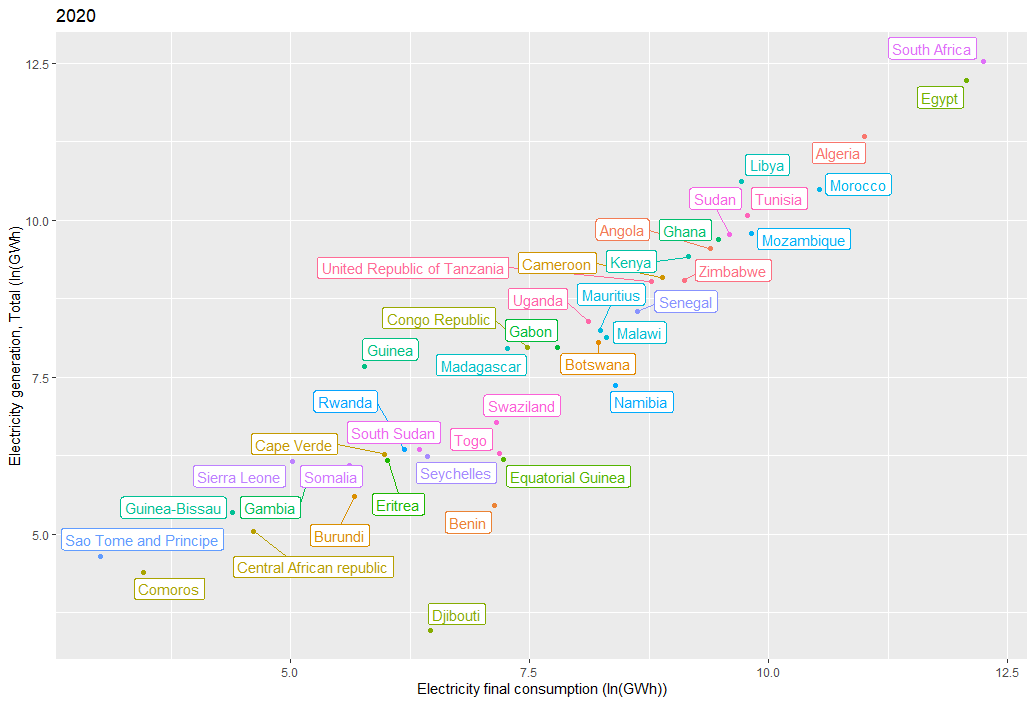 2020
South Africa
12.5
Egypt
Algeria
Libya
Morocco
Sudan
Tunisia
10.0
Angola
Ghana
Mozambique
United Republic of Tanzania
Cameroon
Kenya
Zimbabwe
Uganda
Mauritius
Senegal
Congo Republic
Gabon
Malawi
Guinea
Madagascar
Botswana
7.5
Rwanda
Swaziland
Namibia
South Sudan
Cape Verde
Togo
Sierra Leone
Somalia
Seychelles
Equatorial Guinea
Guinea-Bissau
Gambia
Eritrea
Benin
5.0
Sao Tome and Principe
Burundi
Central African republic
Comoros
Djibouti
5.0
7.5
10.0
12.5
Electricity final consumption (ln(GWh))
Electricity generation, Total (ln(GWh)